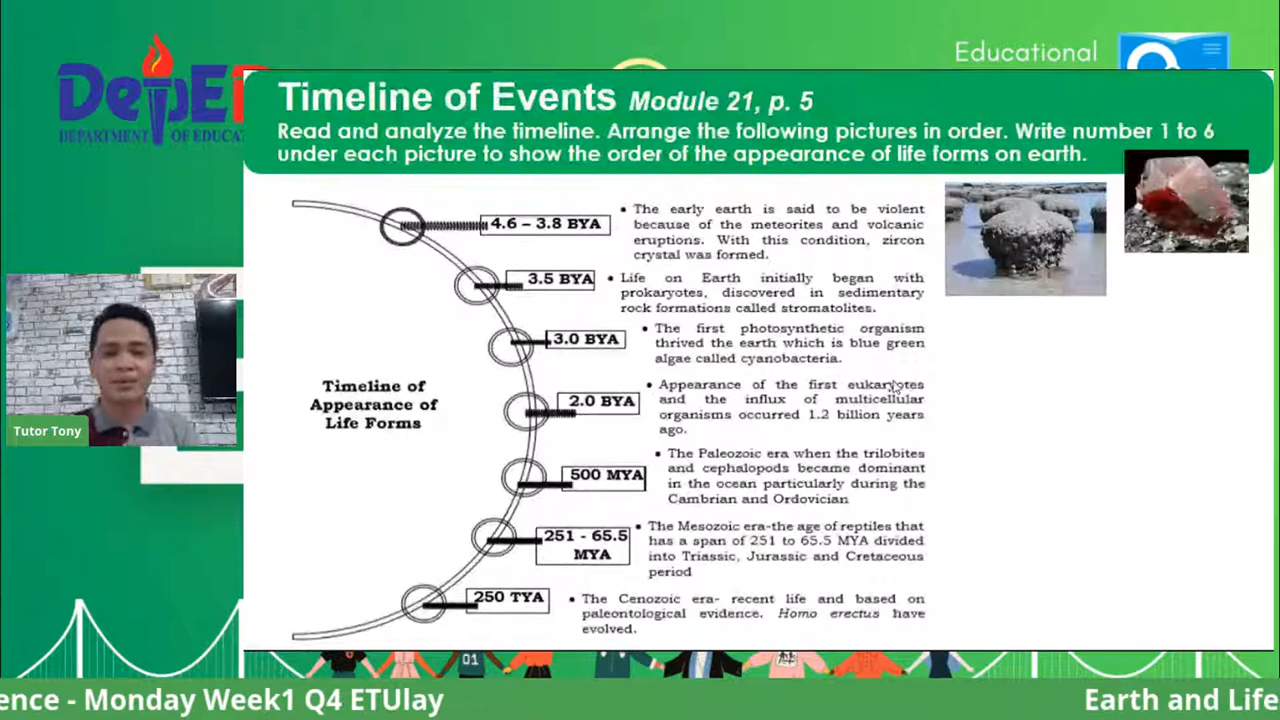 Educational
DepED
DEPARTMENT OF EDUCAT
Timeline of Events Module 21, p. 5
Read and analyze the timeline. Arrange the following pictures in order. Write number 1 to 6
under each picture to show the order of the appearance of life forms on earth.
4.6 – 3.8 BYA
• The early earth is said to be violent
because of the meteorites and volcanic
eruptions. With this condition, zircon
crystal was formed.
3.5 BYA
• Life on Earth initially began with
prokaryotes, discovered in sedimentary
rock formations called stromatolites.
3.0 BYA
• The first photosynthetic organism
thrived the earth which is blue green
algae called cyanobacteria.
2.0 BYA
• Appearance of the first eukaryotes
and the influx of multicellular
organisms occurred 1.2 billion years
ago.
Timeline of
Appearance of
Life Forms
500 MYA
• The Paleozoic era when the trilobites
and cephalopods became dominant
in the ocean particularly during the
Cambrian and Ordovician
251 - 65.5
MYA
• The Mesozoic era-the age of reptiles that
has a span of 251 to 65.5 MYA divided
into Triassic, Jurassic and Cretaceous
period
250 TYA
• The Cenozoic era- recent life and based on
paleontological evidence. Homo erectus have
evolved.
Tutor Tony
01
ence - Monday Week1 Q4 ETUlay
Earth and Life